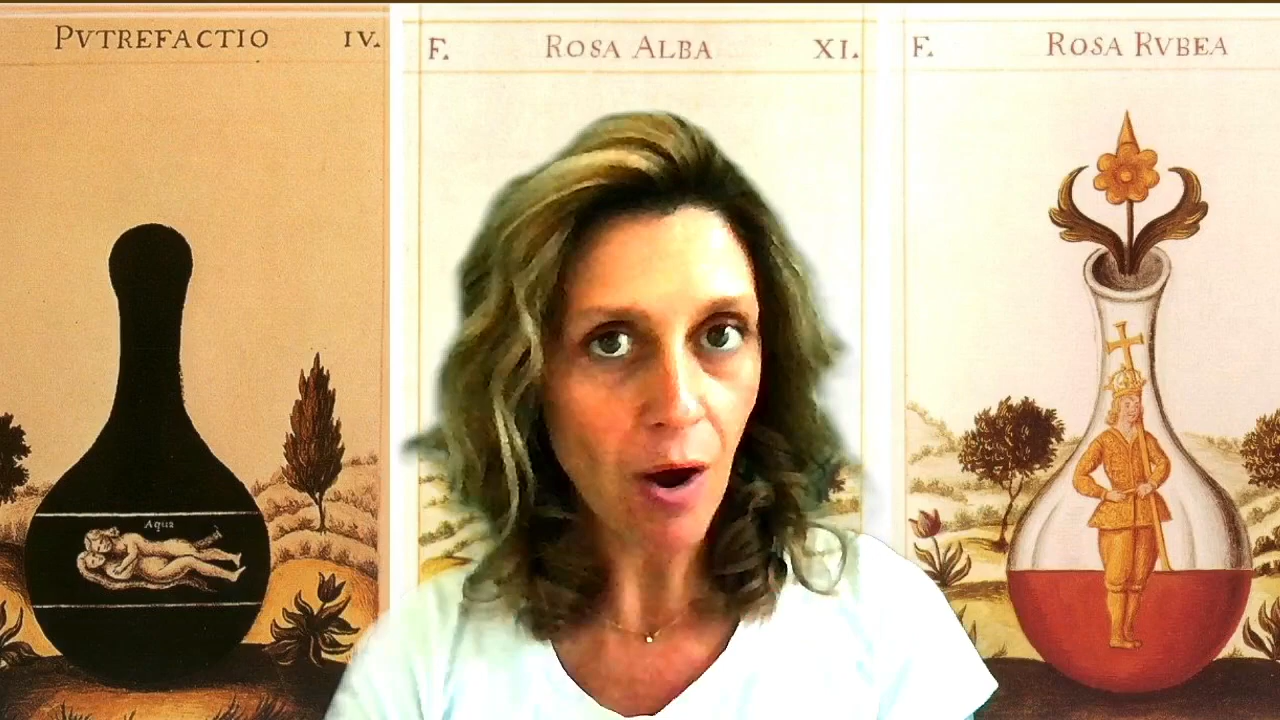 PVTREFACTIO IV.
Aqua
F. ROSA ALBA XI.
F. ROSA RVBEA